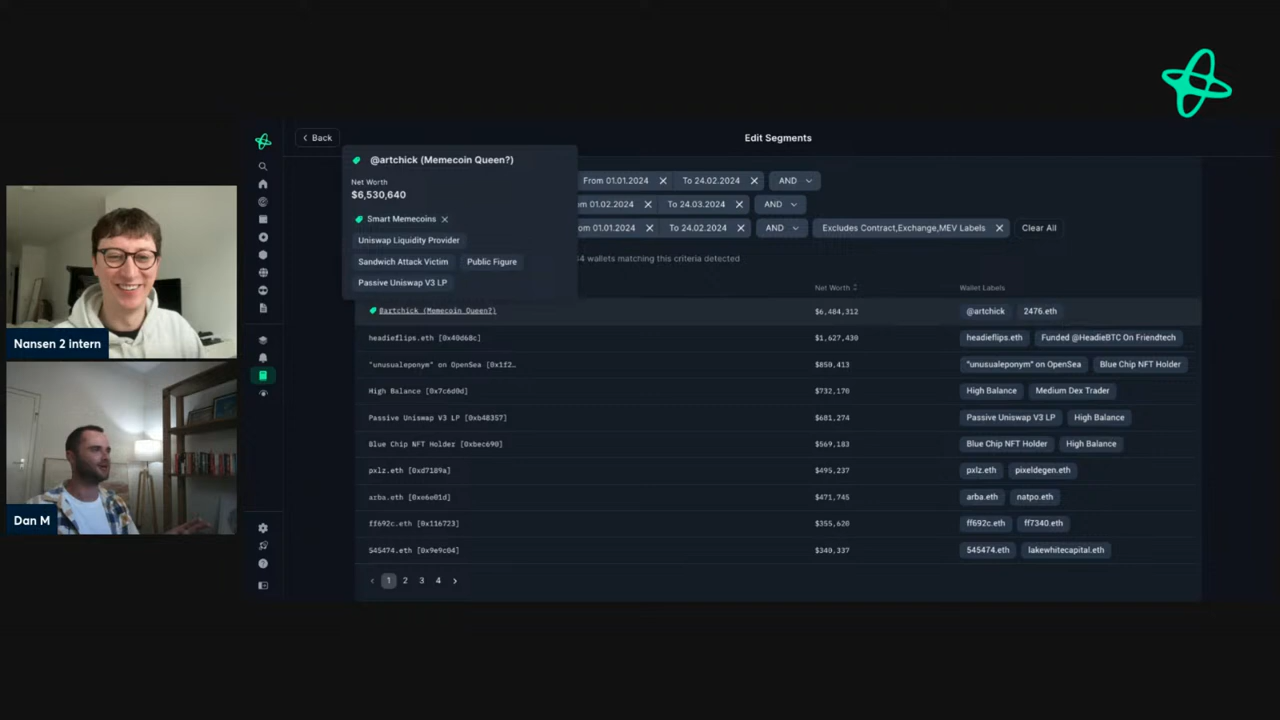 Back
Edit Segments
@artchick (Memecoin Queen?)
Net Worth
$6,530,640
Smart Memecoins
Uniswap Liquidity Provider
Sandwich Attack Victim Public Figure
Passive Uniswap V3 LP
From 01.01.2024 To 24.02.2024 AND
01.02.2024 To 24.03.2024 AND
01.01.2024 To 24.02.2024 AND Excludes Contract,Exchange,MEV Labels Clear All
wallets matching this criteria detected
Net Worth Wallet Labels
@artchick (Memecoin Queen?) $6,484,312 @artchick 2476.eth
headieflips.eth [0x40d68c] $1,627,430 headieflips.eth Funded @HeadieBTC On Friendtech
"unusualeponym" on OpenSea [0x1f2... $859,413 "unusualeponym" on OpenSea Blue Chip NFT Holder
High Balance [0x7c6d0d] $732,170 High Balance Medium Dex Trader
Passive Uniswap V3 LP [0xb48357] $681,274 Passive Uniswap V3 LP High Balance
Blue Chip NFT Holder [0xbec690] $569,183 Blue Chip NFT Holder High Balance
pxlz.eth [0xd7189a] $495,237 pxlz.eth pixeldegen.eth
arba.eth [0xe6e01d] $471,745 arba.eth natpo.eth
ff692c.eth [0x116723] $355,620 ff692c.eth ff7340.eth
545474.eth [0x9e9c04] $340,337 545474.eth lakewhitecapital.eth
1 2 3 4
Nansen 2 Intern
Dan M